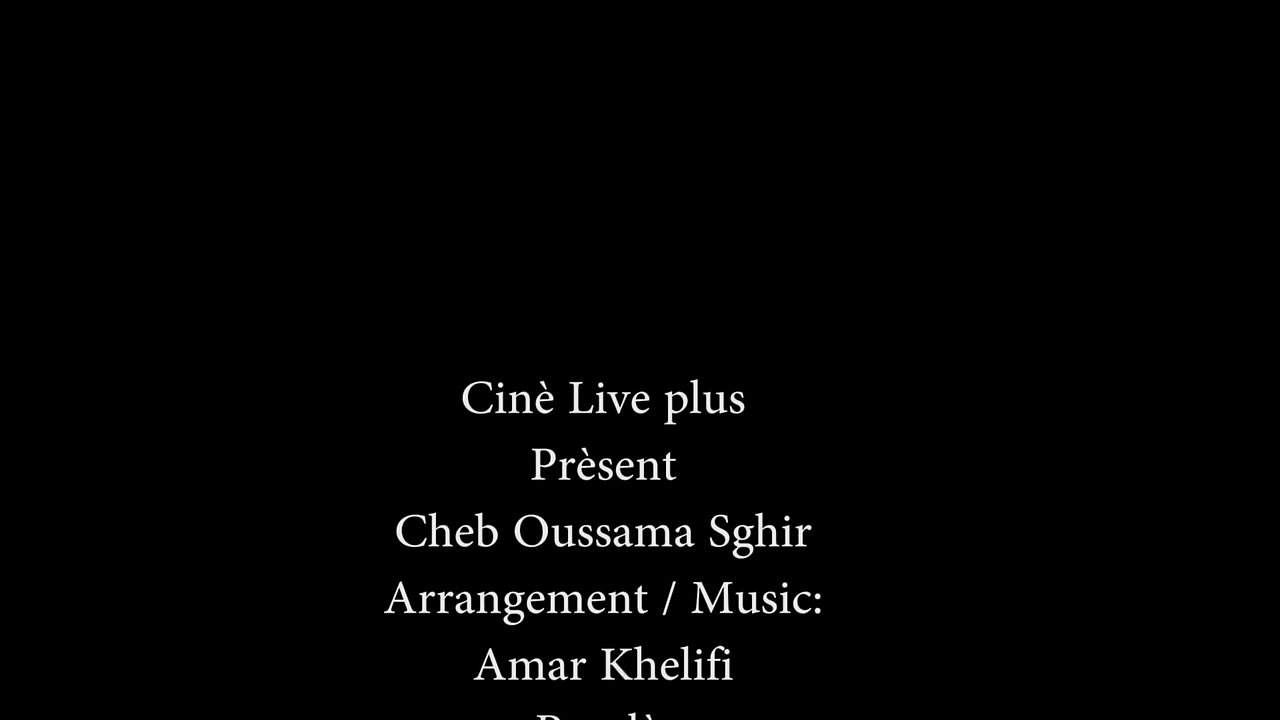 Cinè Live plus
Prèsent
Cheb Oussama Sghir
Arrangement / Music:
Amar Khelifi